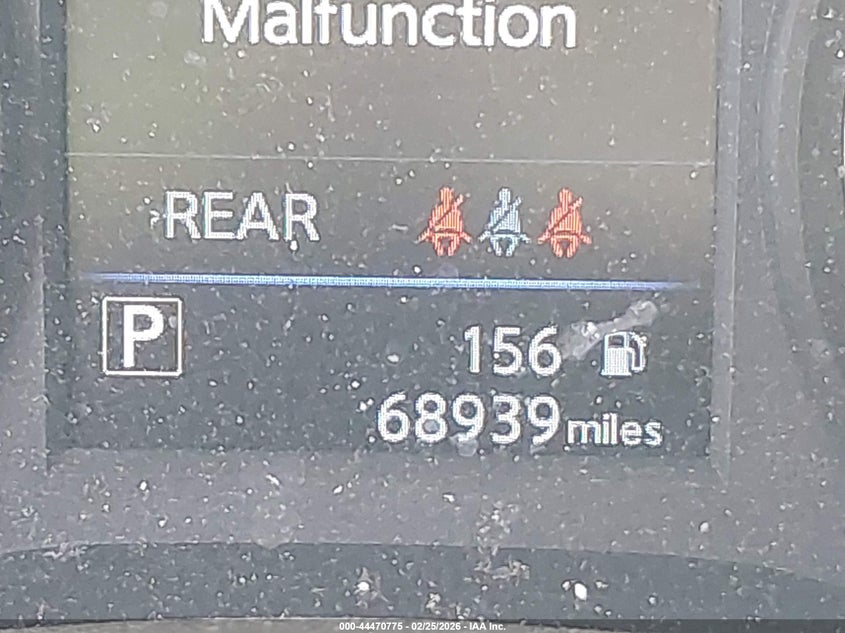 Malfunction
REAR
P
156
68939 miles
000-44470775 - 02/25/2026 - IAA Inc.